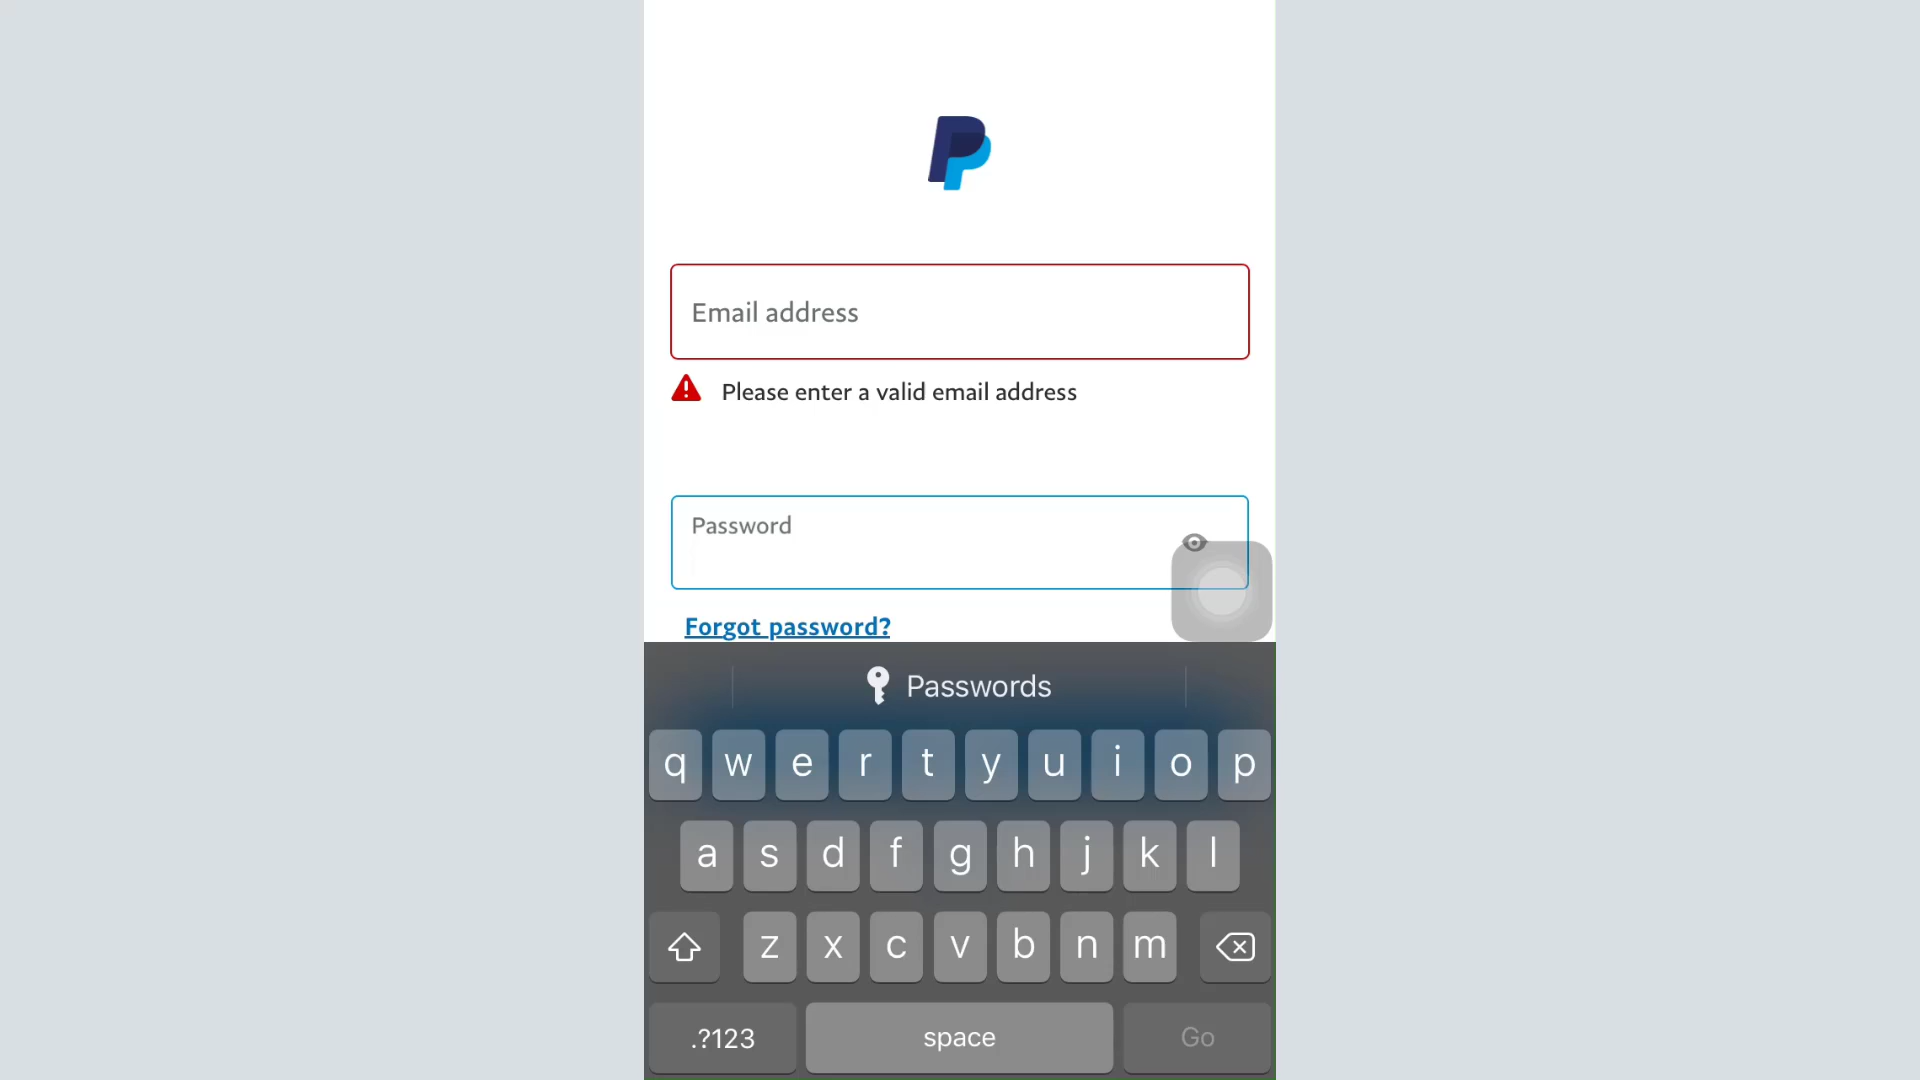 Email address
Please enter a valid email address
Password
Forgot password?
Passwords
q w e r t y u i o p
a s d f g h j k l
z x c v b n m
.?123 space Go